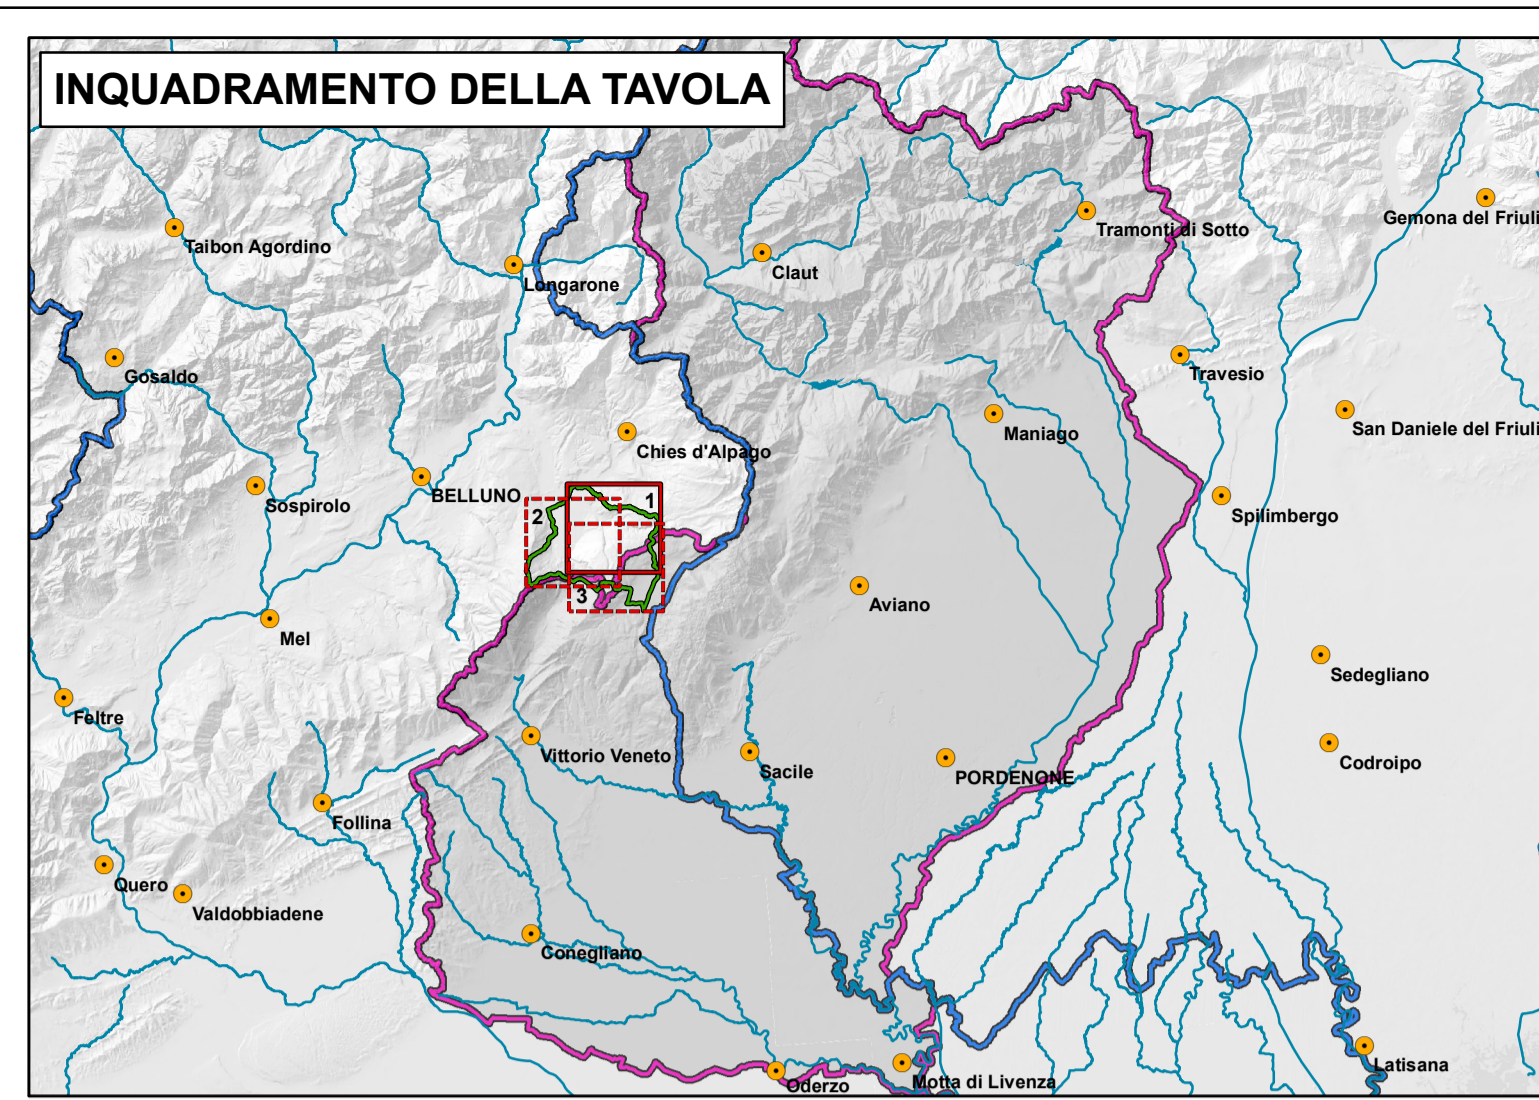 INQUADRAMENTO DELLA TAVOLA
Gemona del Friuli
Tramonti di Sotto
Taibon Agordino
Claut
Longarone
Gosaldo
Travesio
San Daniele del Friuli
Maniago
Chies d'Alpago
BELLUNO
1
2
Sospirolo
Spilimbergo
3
Aviano
Mel
Sedegliano
Feltre
Vittorio Veneto
Sacile
PORDENONE
Codroipo
Follina
Quero
Valdobbiadene
Conegliano
Latisana
Oderzo
Motta di Livenza